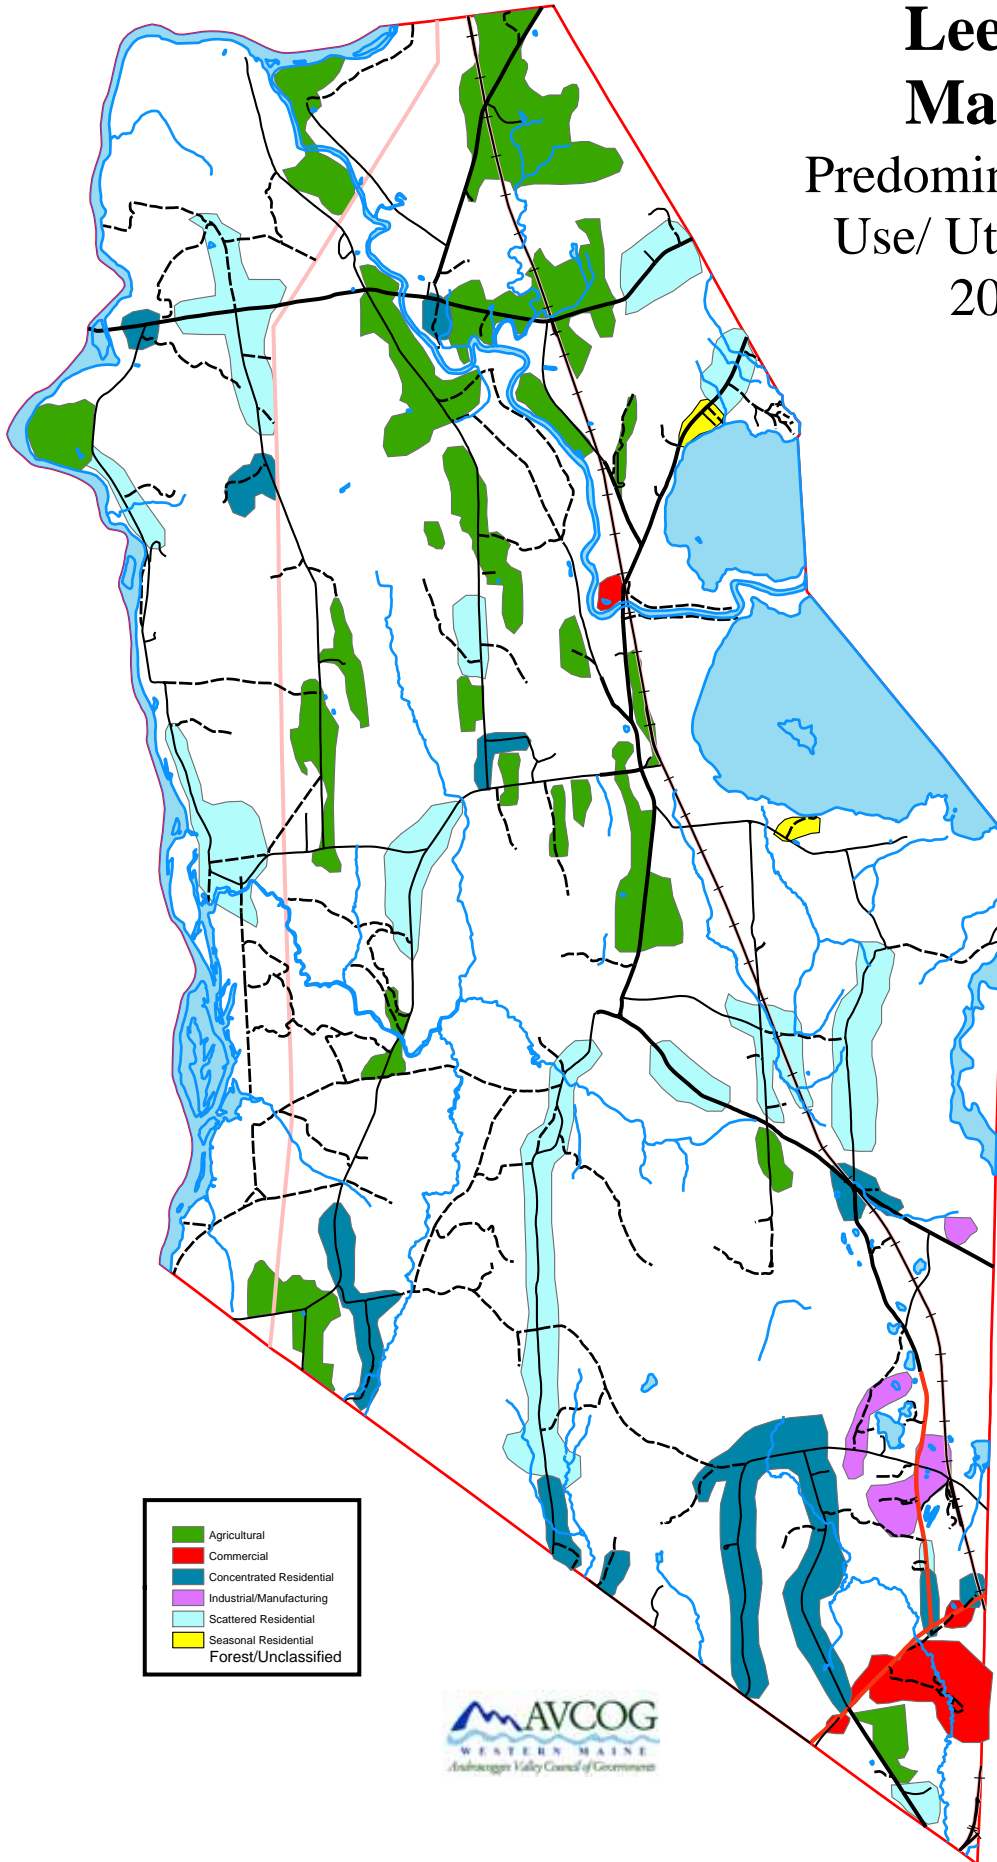 Lee
Ma
Predomin
Use/ Ut
20
Agricultural
Commercial
Concentrated Residential
Industrial/Manufacturing
Scattered Residential
Seasonal Residential
Forest/Unclassified
AVCOG
WESTERN MAINE
Androscoggin Valley Council of Governments